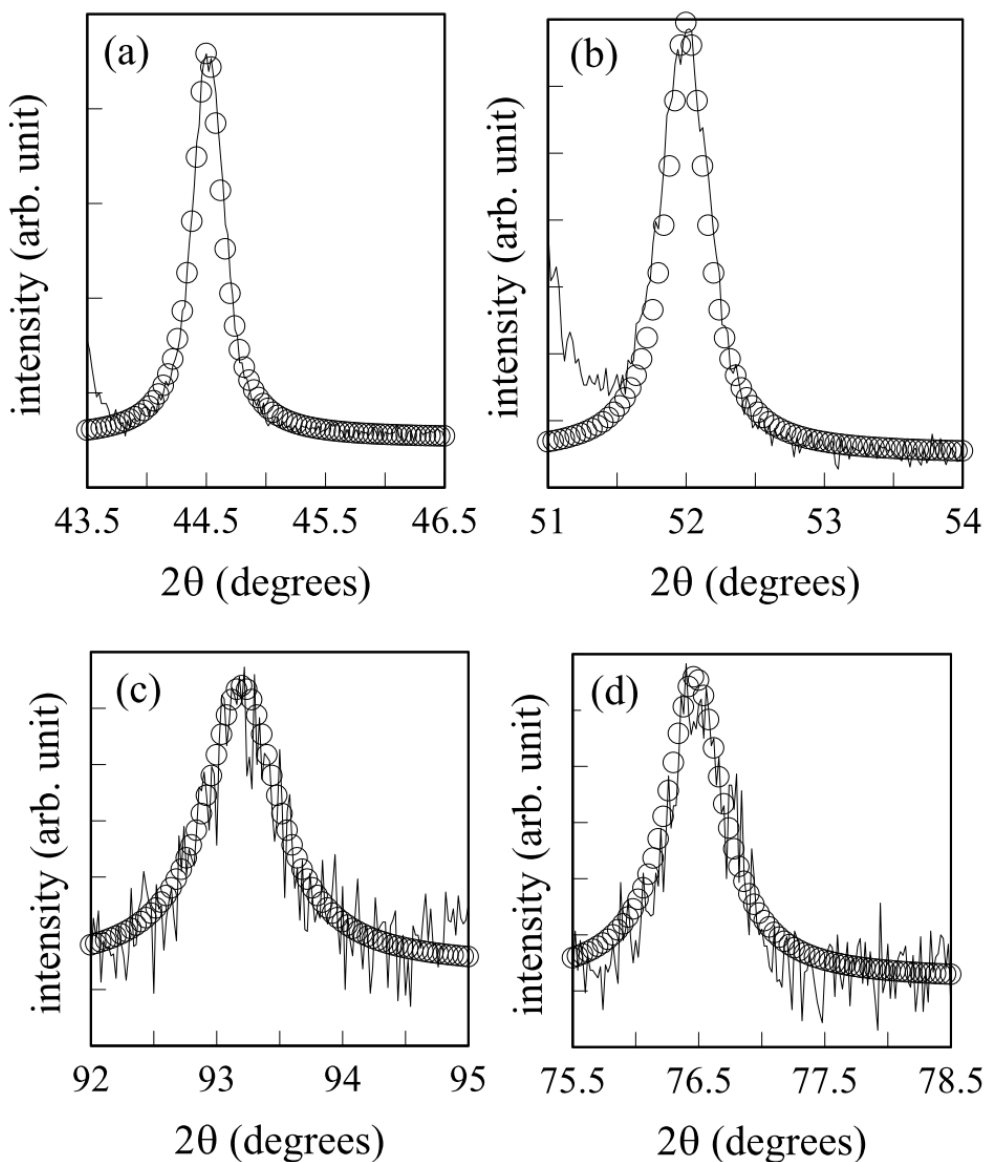 (a)
intensity (arb. unit)
43.5 44.5 45.5 46.5
2θ (degrees)
(b)
intensity (arb. unit)
51 52 53 54
2θ (degrees)
(c)
intensity (arb. unit)
92 93 94 95
2θ (degrees)
(d)
intensity (arb. unit)
75.5 76.5 77.5 78.5
2θ (degrees)